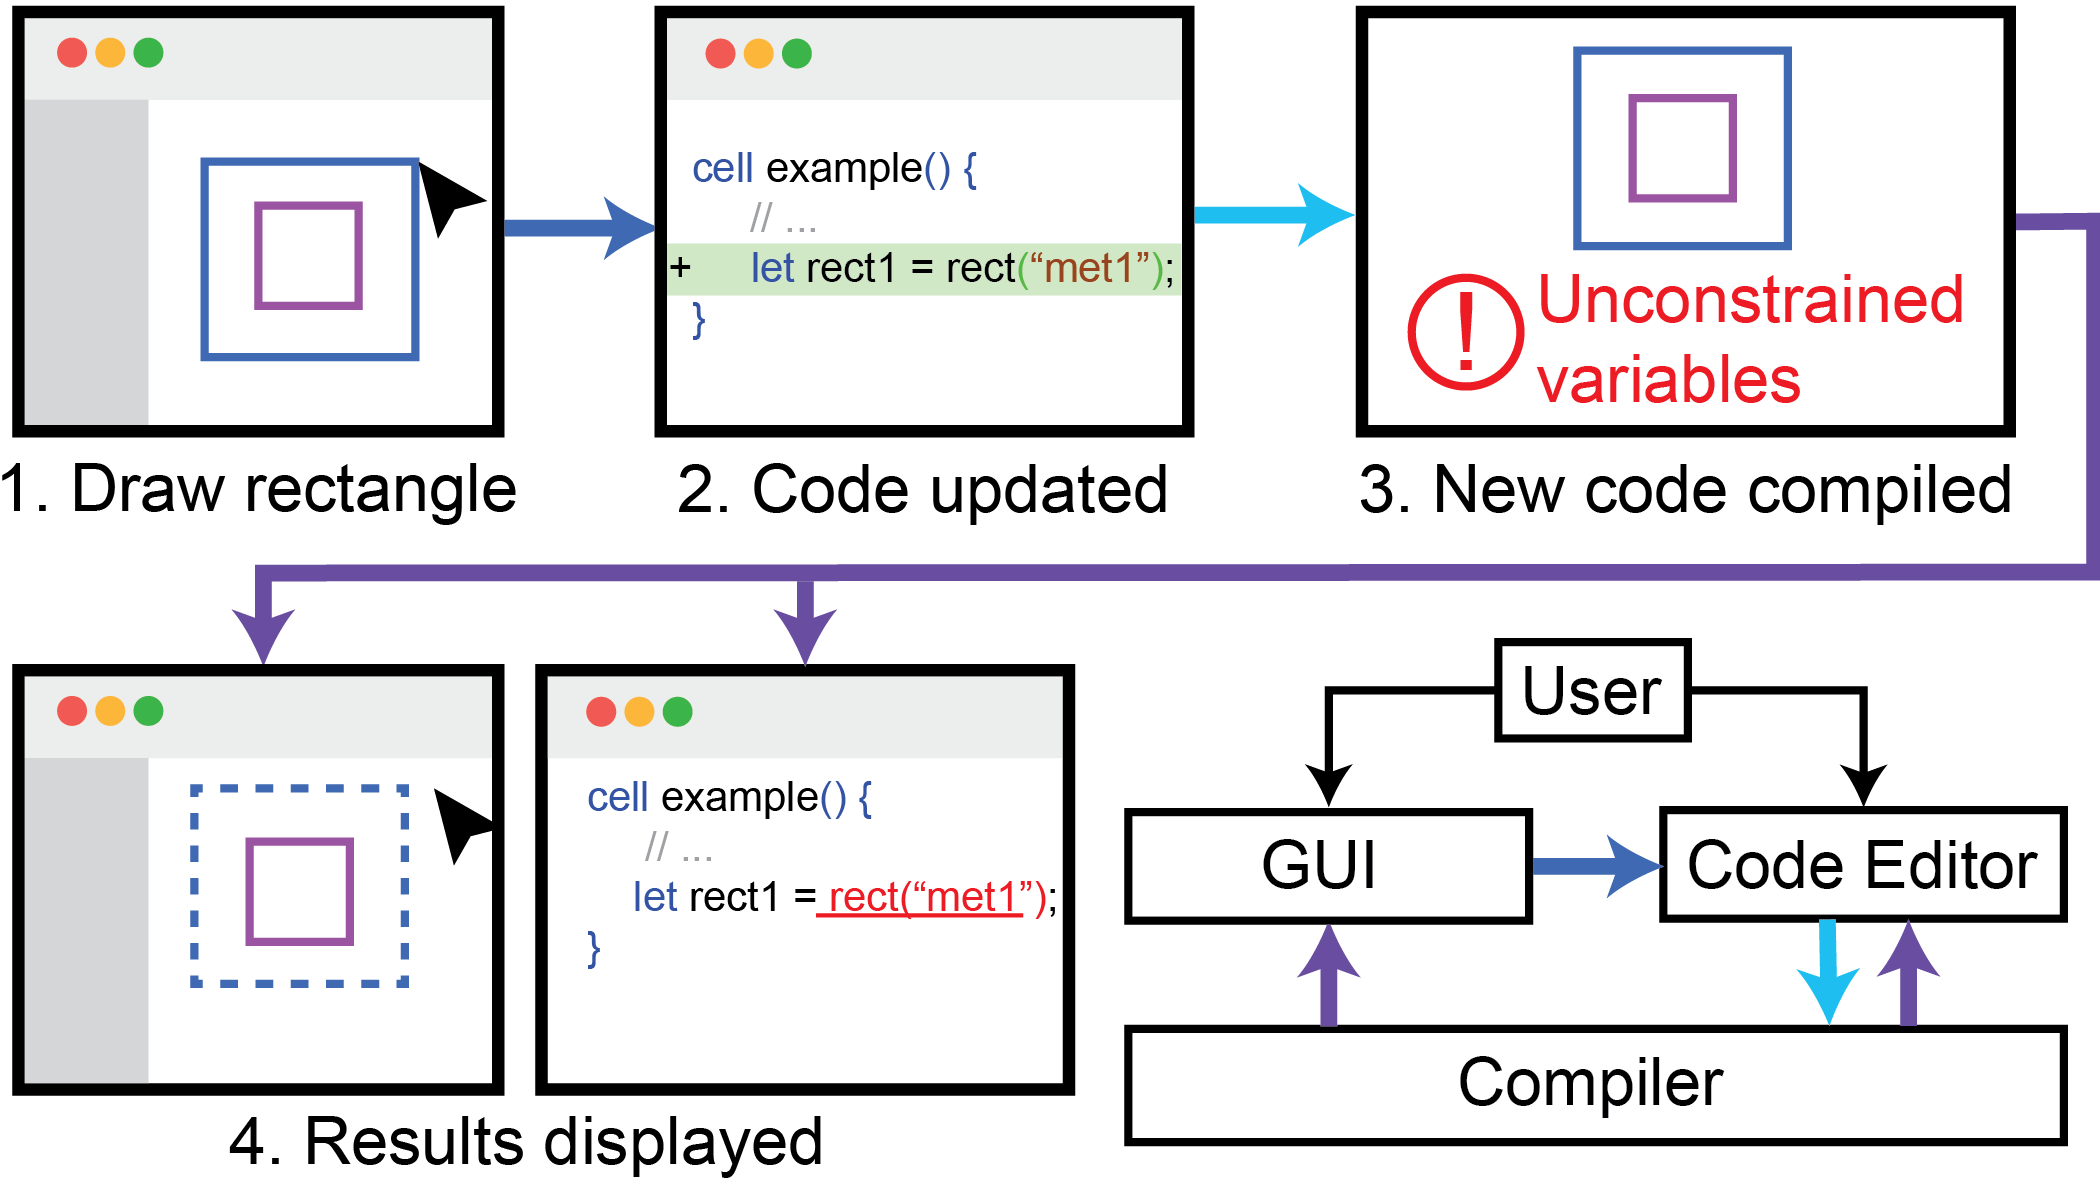 cell example() {
// ...
+ let rect1 = rect(“met1”);
}
! Unconstrained
variables
1. Draw rectangle
2. Code updated
3. New code compiled
cell example() {
// ...
let rect1 = rect(“met1”);
}
4. Results displayed
User
GUI
Code Editor
Compiler